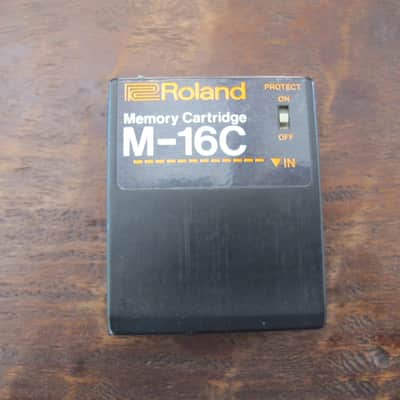 Roland
PROTECT
ON
Memory Cartridge
M-16C
OFF
▼IN